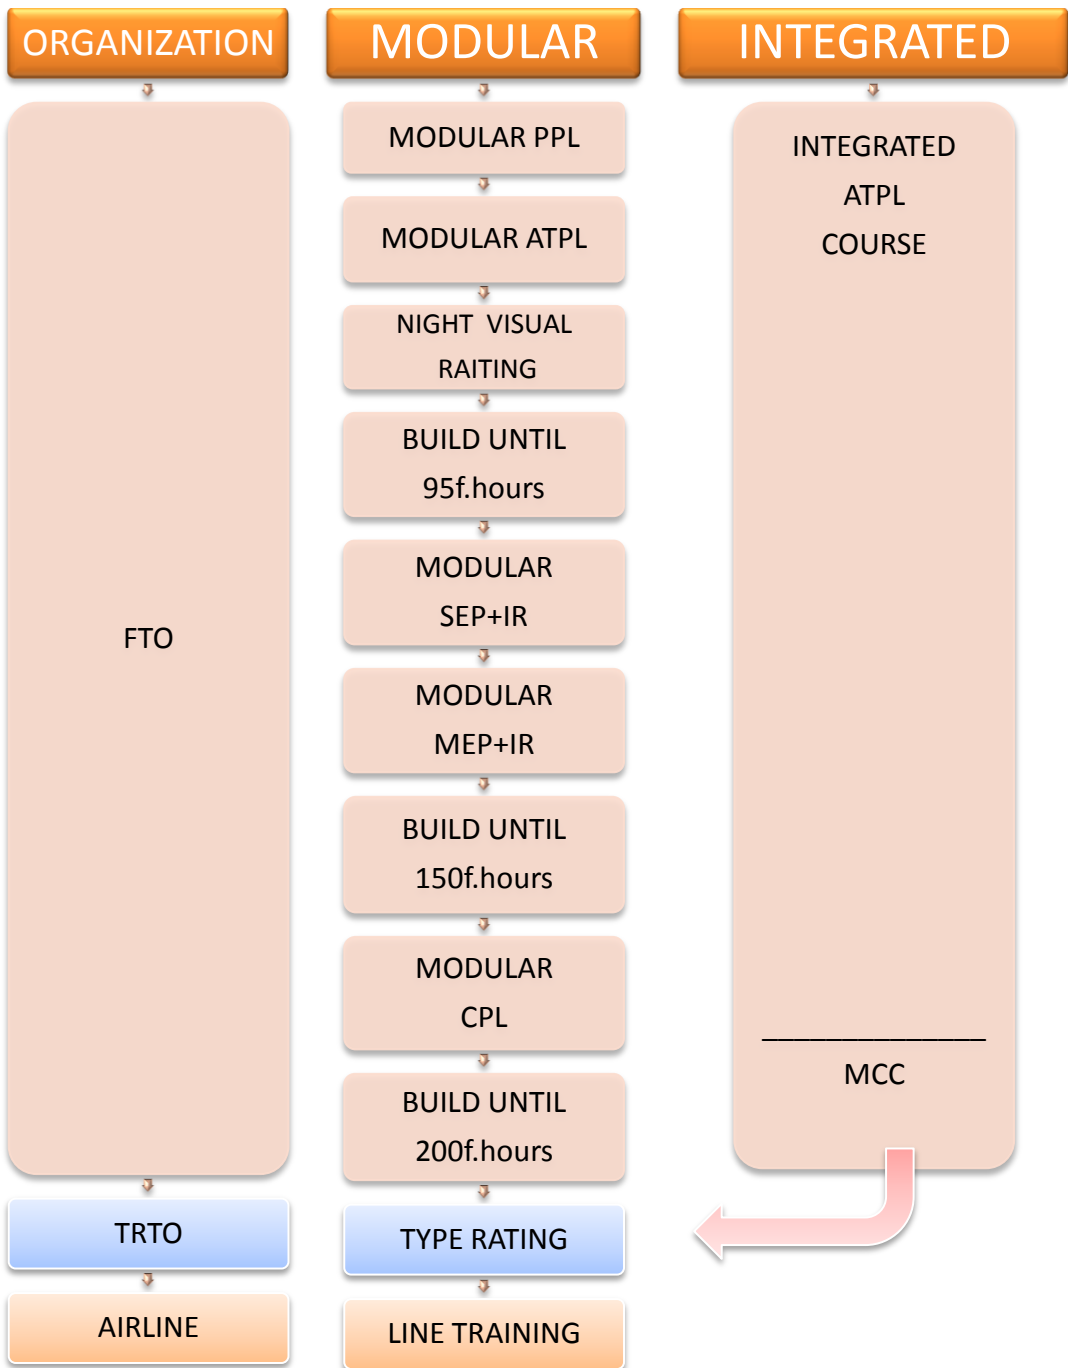 ORGANIZATION
FTO
TRTO
AIRLINE
MODULAR
MODULAR PPL
MODULAR ATPL
NIGHT VISUAL
RAITING
BUILD UNTIL
95f.hours
MODULAR
SEP+IR
MODULAR
MEP+IR
BUILD UNTIL
150f.hours
MODULAR
CPL
BUILD UNTIL
200f.hours
TYPE RATING
LINE TRAINING
INTEGRATED
INTEGRATED
ATPL
COURSE
MCC